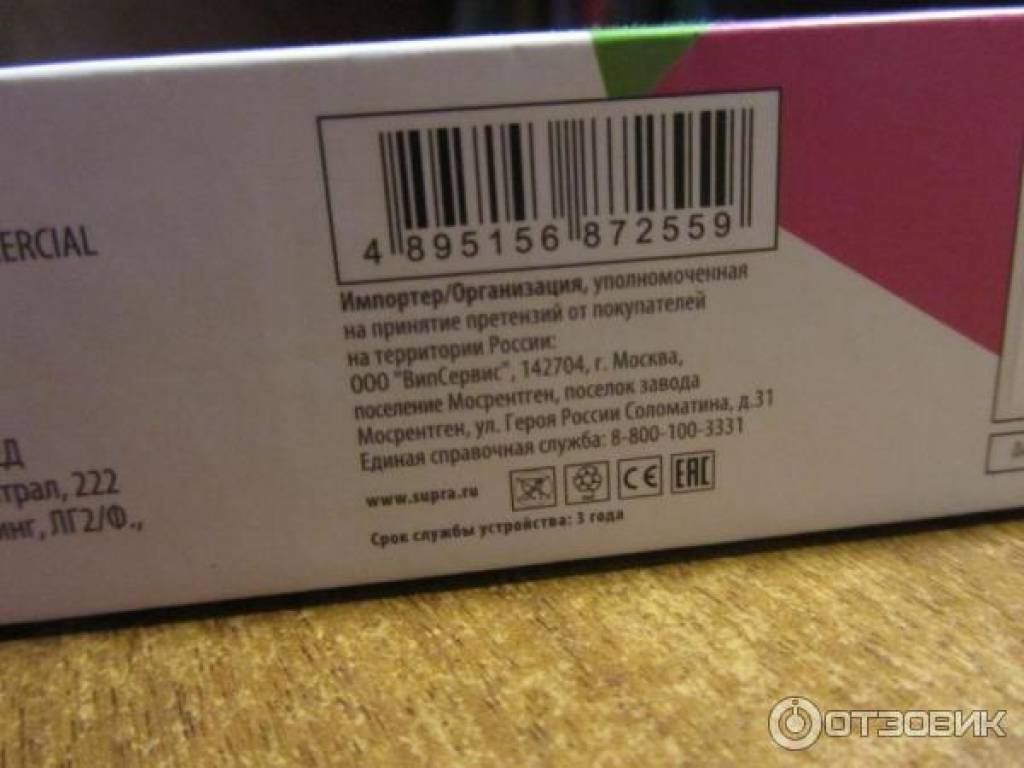 ERCIAL
Д
трал, 222
инг, ЛГ2/Ф.,
4 895156 872559
Импортер/Организация, уполномоченная
на принятие претензий от покупателей
на территории России:
ООО "ВипСервис", 142704, г. Москва,
поселение Мосрентген, поселок завода
Мосрентген, ул. Героя России Соломатина, д.31
Единая справочная служба: 8-800-100-3331
www.supra.ru
CE
EAC
Срок службы устройства: 3 года
ОТЗОВИК